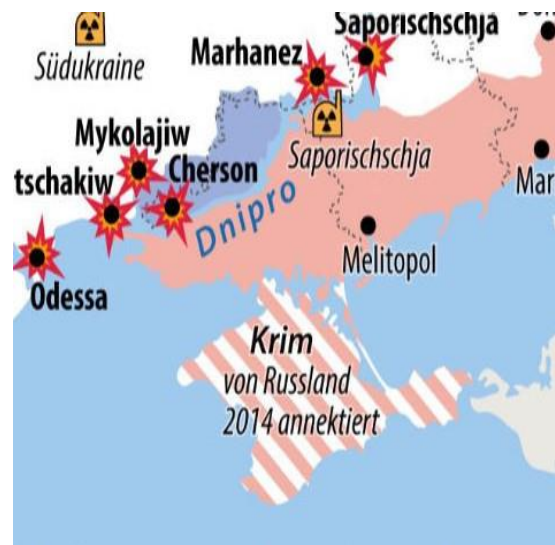 Saporischschja
Südukraine
Marhanez
Mykolajiw
Saporischschja
tschakiw
Cherson
Dnipro
Mar
Melitopol
Odessa
Krim
von Russland
2014 annektiert